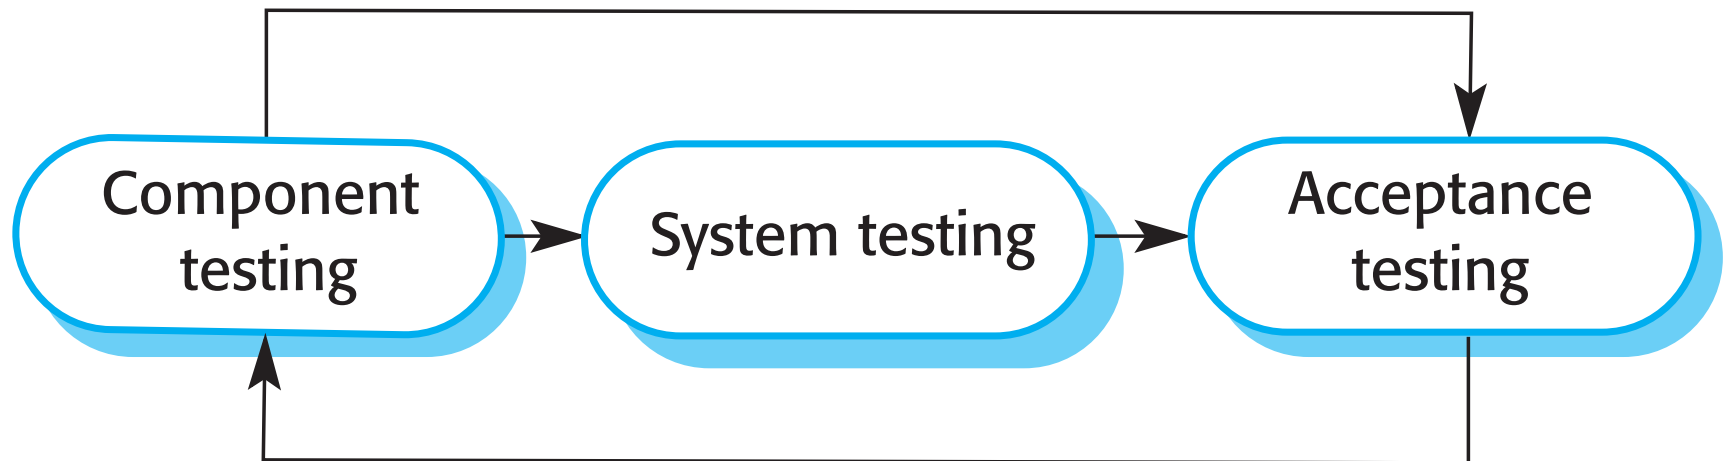 Component
testing
System testing
Acceptance
testing